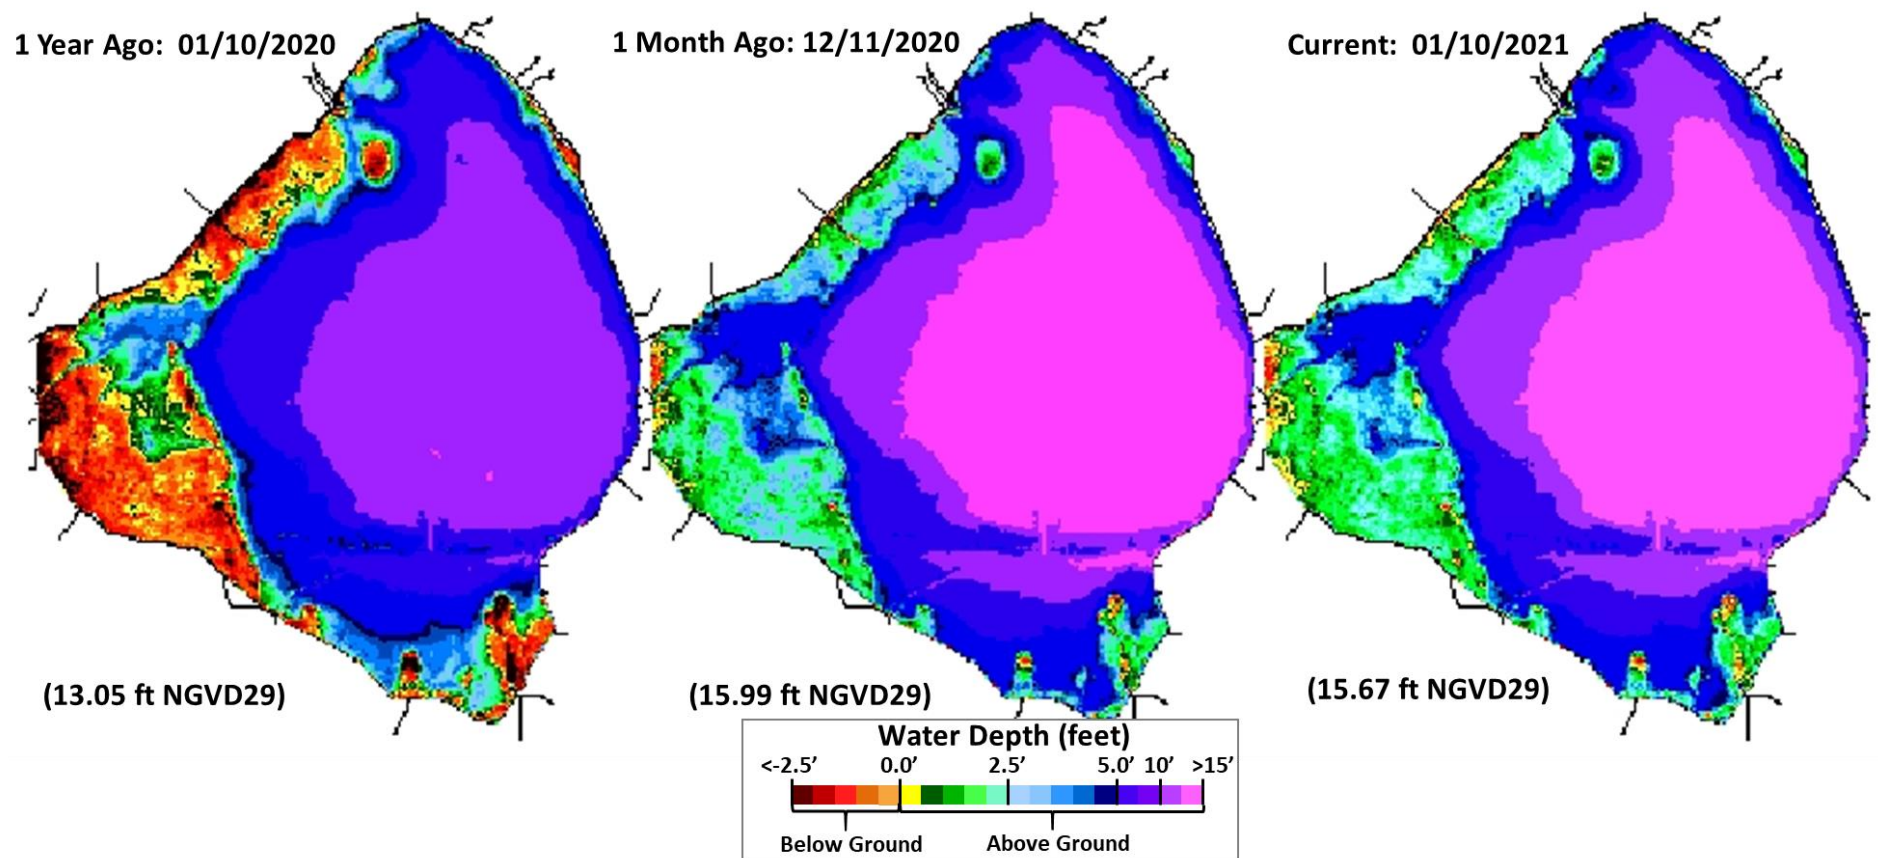 1 Year Ago: 01/10/2020
1 Month Ago: 12/11/2020
Current: 01/10/2021
(13.05 ft NGVD29)
(15.99 ft NGVD29)
(15.67 ft NGVD29)
Water Depth (feet)
<-2.5’ 0.0’ 2.5’ 5.0’ 10’ >15’
Below Ground Above Ground